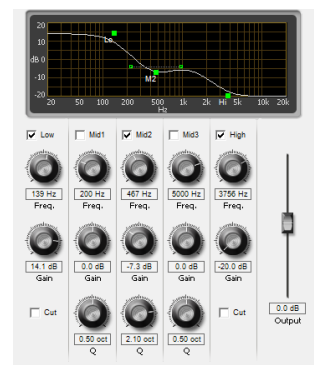 20
10
dB 0
-10
-20
Lo
M2
Hi
20 50 100 200 500 1k 2k 5k 10k 20k
Hz
Low Mid1 Mid2 Mid3 High
139 Hz 200 Hz 467 Hz 5000 Hz 3756 Hz
Freq. Freq. Freq. Freq. Freq.
14.1 dB 0.0 dB -7.3 dB 0.0 dB -20.0 dB
Gain Gain Gain Gain Gain
Cut Cut
0.0 dB
Output
0.50 oct 2.10 oct 0.50 oct
Q Q Q